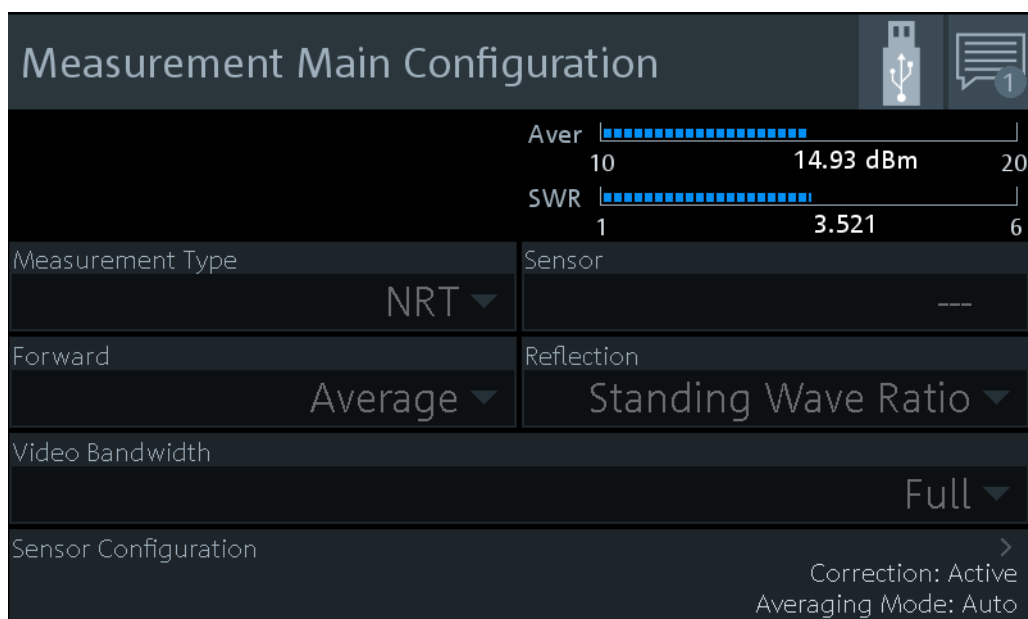 Measurement Main Configuration
1
Aver
10 14.93 dBm 20
SWR
1 3.521 6
Measurement Type
NRT
Sensor
---
Forward
Average
Reflection
Standing Wave Ratio
Video Bandwidth
Full
Sensor Configuration >
Correction: Active
Averaging Mode: Auto